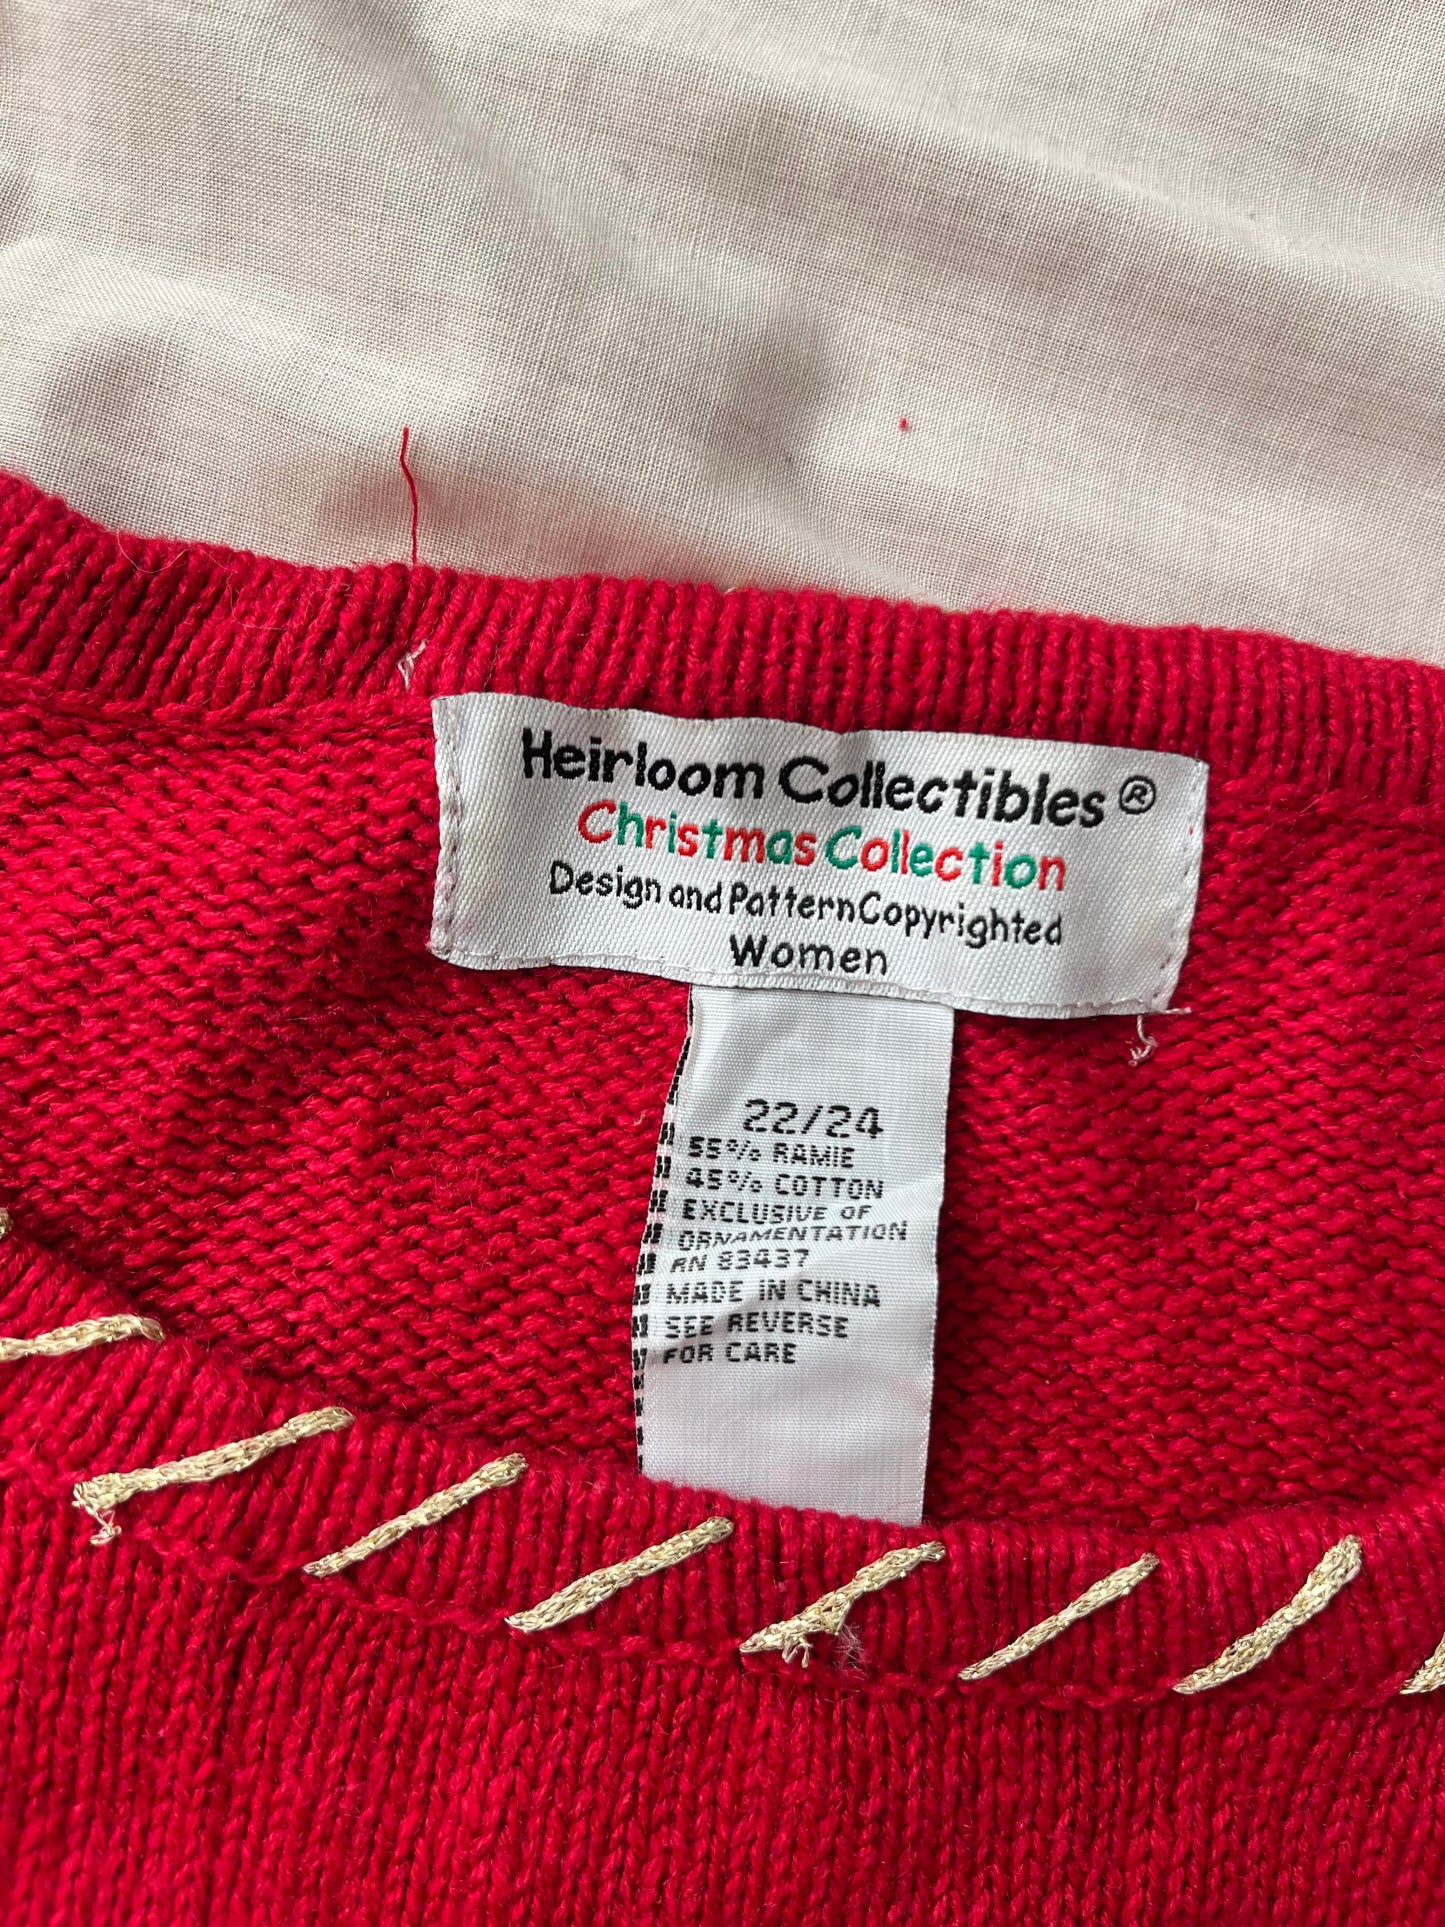 Heirloom Collectibles®
Christmas Collection
Design and Pattern Copyrighted
Women
22/24
55% RAMIE
45% COTTON
EXCLUSIVE OF
ORNAMENTATION
RN 83437
MADE IN CHINA
SEE REVERSE
FOR CARE